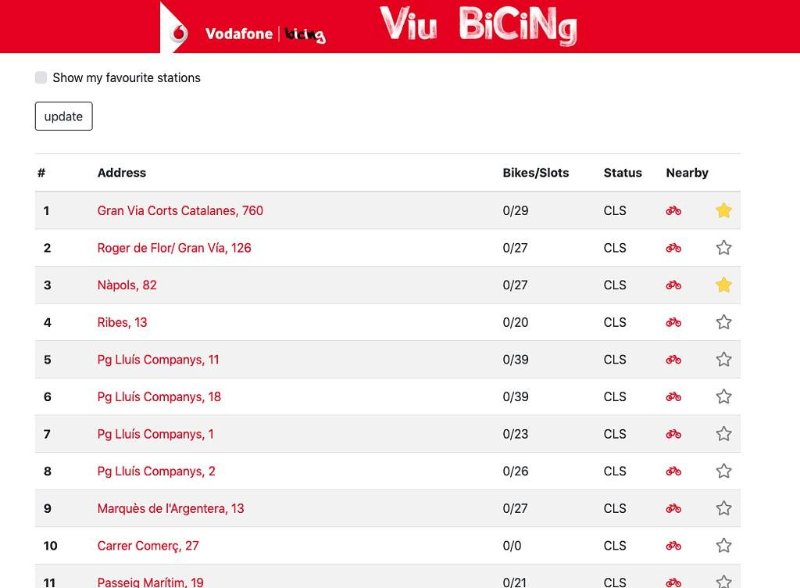 Vodafone bicing
Viu BiCiNg
Show my favourite stations
update
# Address Bikes/Slots Status Nearby
1 Gran Via Corts Catalanes, 760 0/29 CLS
2 Roger de Flor/ Gran Vía, 126 0/27 CLS
3 Nàpols, 82 0/27 CLS
4 Ribes, 13 0/20 CLS
5 Pg Lluís Companys, 11 0/39 CLS
6 Pg Lluís Companys, 18 0/39 CLS
7 Pg Lluís Companys, 1 0/23 CLS
8 Pg Lluís Companys, 2 0/26 CLS
9 Marquès de l'Argentera, 13 0/27 CLS
10 Carrer Comerç, 27 0/0 CLS
11 Passeig Marítim, 19 0/21 CLS